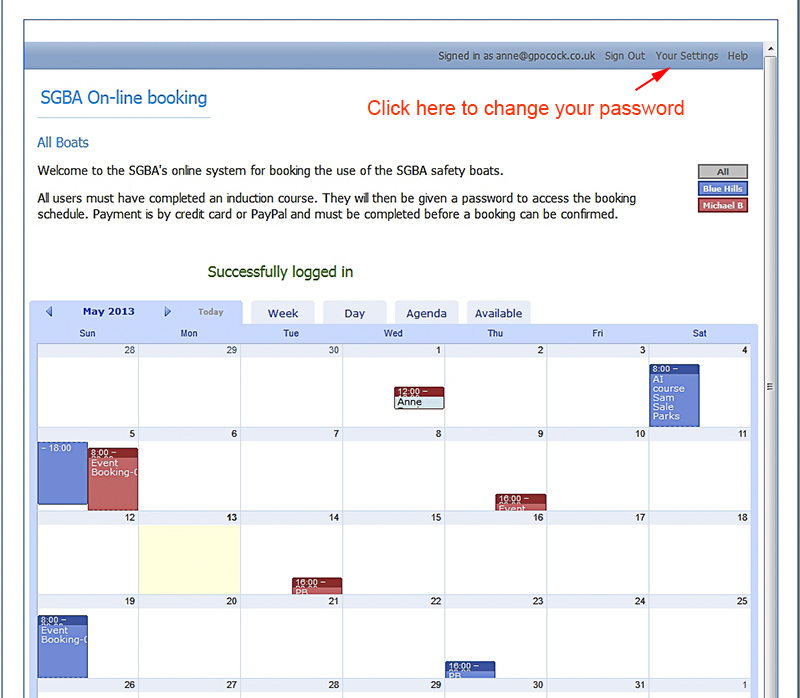 Signed in as anne@gpocock.co.uk Sign Out Your Settings Help
SGBA On-line booking
Click here to change your password
All Boats
Welcome to the SGBA's online system for booking the use of the SGBA safety boats.
All
Blue Hills
Michael B
All users must have completed an induction course. They will then be given a password to access the booking
schedule. Payment is by credit card or PayPal and must be completed before a booking can be confirmed.
Successfully logged in
May 2013 Today Week Day Agenda Available
Sun Mon Tue Wed Thu Fri Sat
28 29 30 1 2 3 4
12:00 –
Anne
8:00 –
AI
course
Sam
Sale
Parks
5 6 7 8 9 10 11
– 18:00
8:00 –
Event
Booking-
16:00 –
Event
12 13 14 15 16 17 18
16:00 –
PB
19 20 21 22 23 24 25
8:00 –
Event
Booking-
16:00 –
PB
26 27 28 29 30 31 1